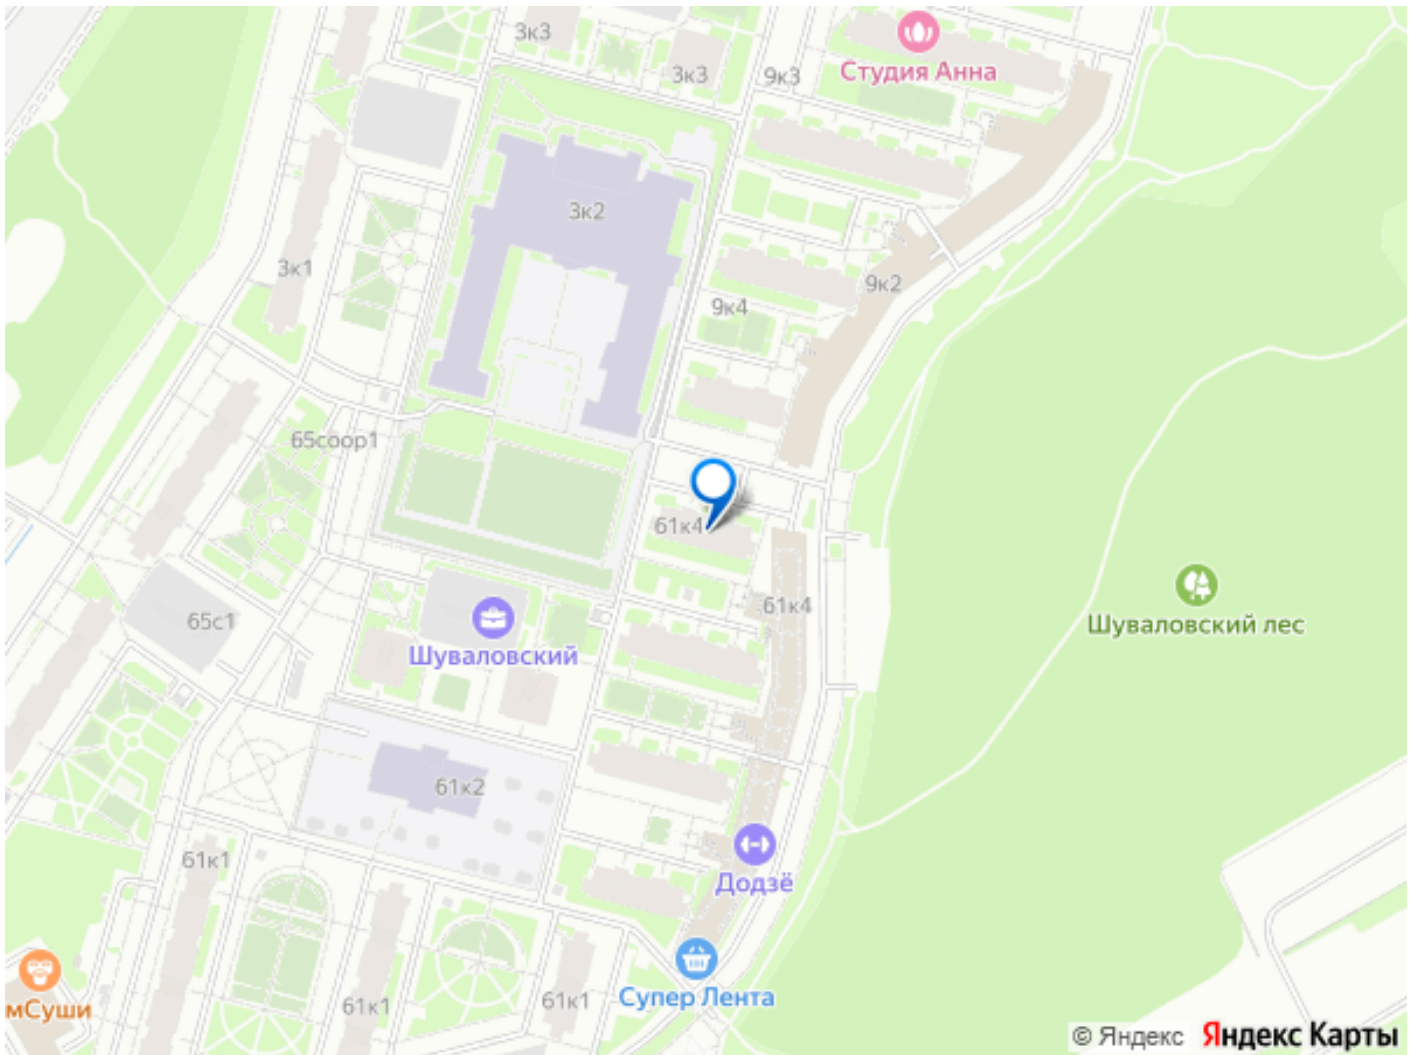 3к3
Студия Анна
3к3
9к3
3к2
3к1
9к2
9к4
65соор1
61к4
61к4
65с1
Шуваловский лес
Шуваловский
61к2
61к1
Додзё
мСуши
Супер Лента
61к1
61к1
© Яндекс Яндекс Карты